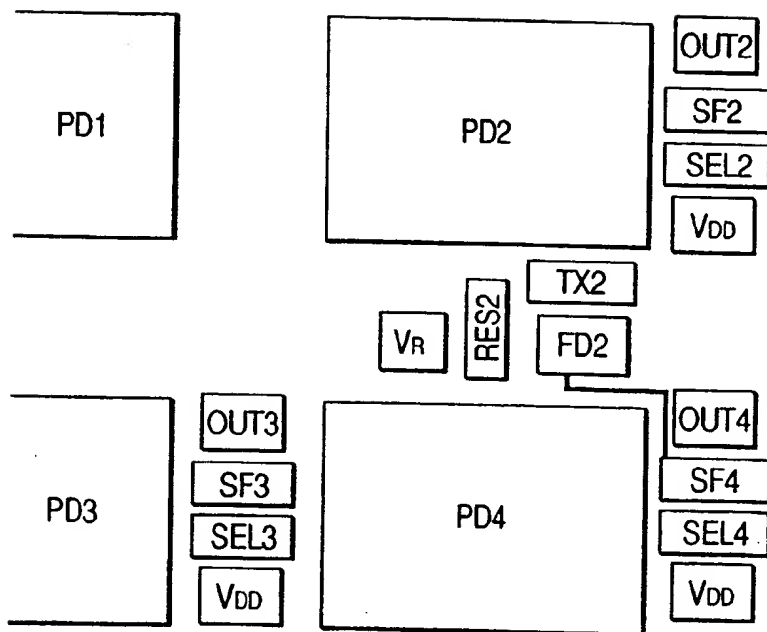 PD1
PD2
OUT2
SF2
SEL2
VDD
TX2
RES2
VR
FD2
OUT3
OUT4
SF3
SF4
PD3
PD4
SEL3
SEL4
VDD
VDD